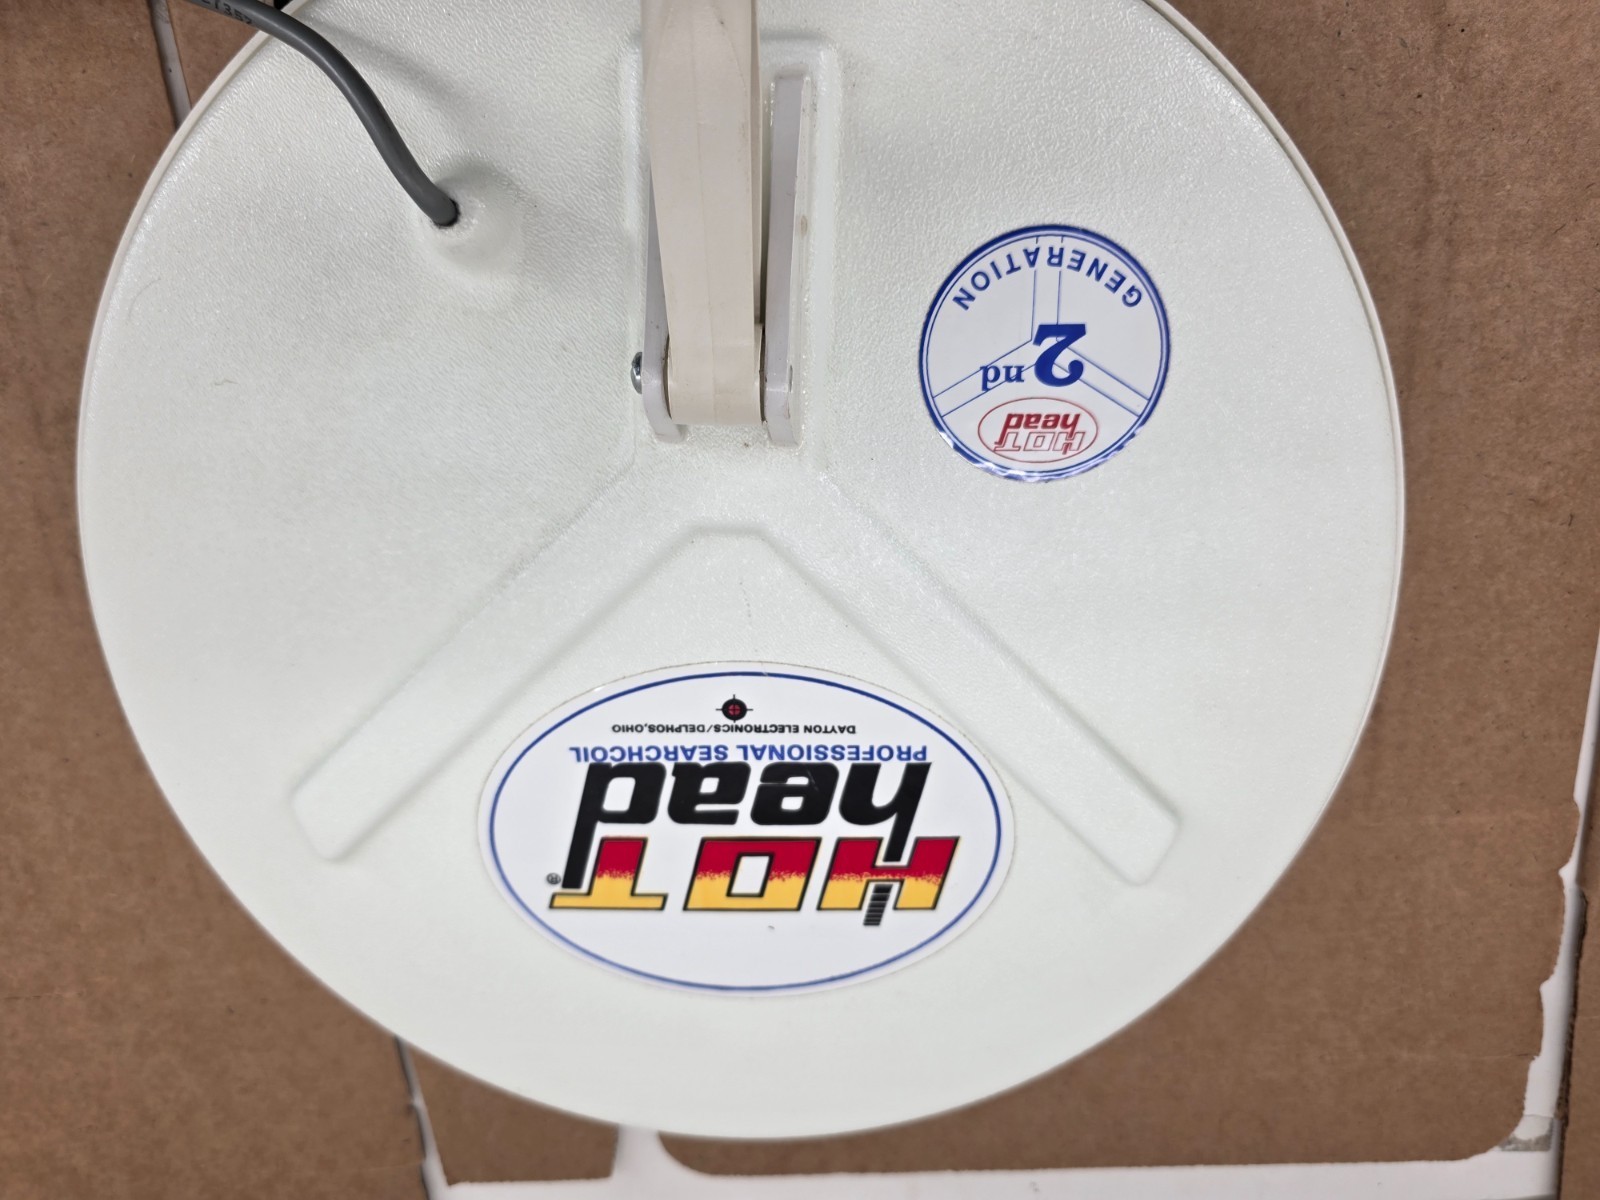 GENERATION
2nd
HOT
head
HOT®
head
PROFESSIONAL SEARCHCOIL
DAYTON ELECTRONICS/DELPHOS,OHIO